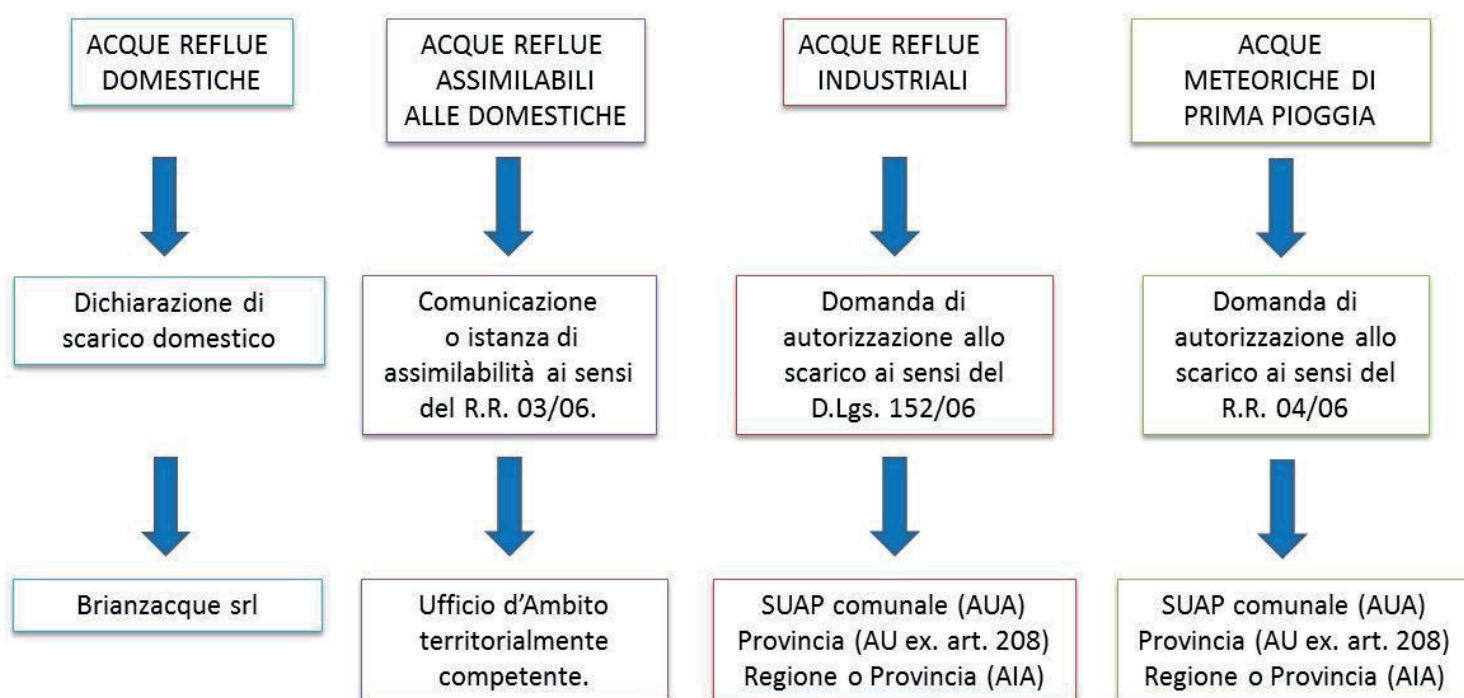 ACQUE REFLUE
DOMESTICHE
ACQUE REFLUE
ASSIMILABILI
ALLE DOMESTICHE
ACQUE REFLUE
INDUSTRIALI
ACQUE
METEORICHE DI
PRIMA PIOGGIA
Dichiarazione di
scarico domestico
Comunicazione
o istanza di
assimilabilità ai sensi
del R.R. 03/06.
Domanda di
autorizzazione allo
scarico ai sensi del
D.Lgs. 152/06
Domanda di
autorizzazione allo
scarico ai sensi del
R.R. 04/06
Brianzacque srl
Ufficio d’Ambito
territorialmente
competente.
SUAP comunale (AUA)
Provincia (AU ex. art. 208)
Regione o Provincia (AIA)
SUAP comunale (AUA)
Provincia (AU ex. art. 208)
Regione o Provincia (AIA)